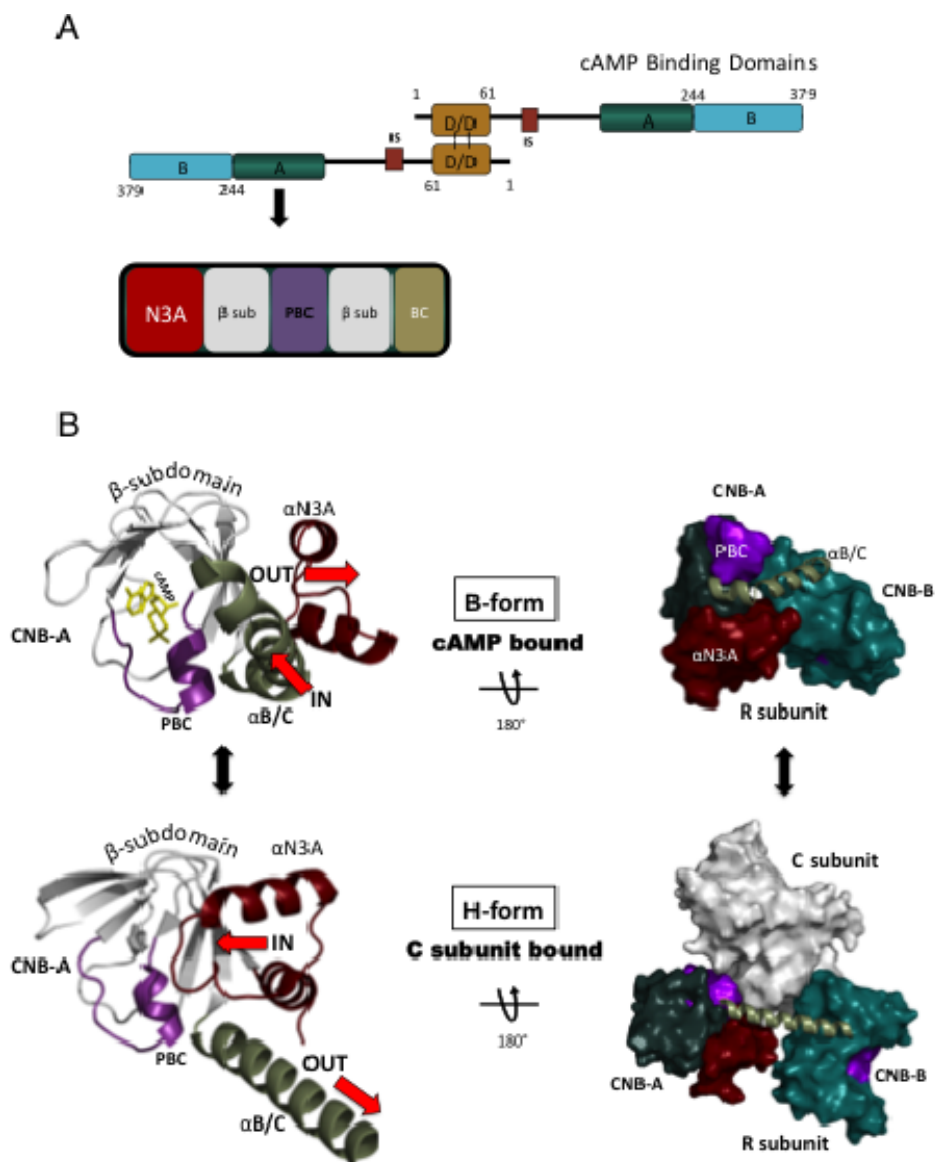 A
cAMP Binding Domains
1
61
244
379
D/D
A
B
IS
IS
B
A
D/D
379
244
61
1
N3A
β sub
PBC
β sub
BC
B
β-subdomain
αN3A
OUT
cAMP
CNB-A
IN
PBC
αB/C
B-form
cAMP bound
180°
CNB-A
PBC
αB/C
CNB-B
αN3A
R subunit
β-subdomain
αN3A
IN
CNB-A
PBC
OUT
αB/C
H-form
C subunit bound
180°
C subunit
CNB-A
CNB-B
R subunit